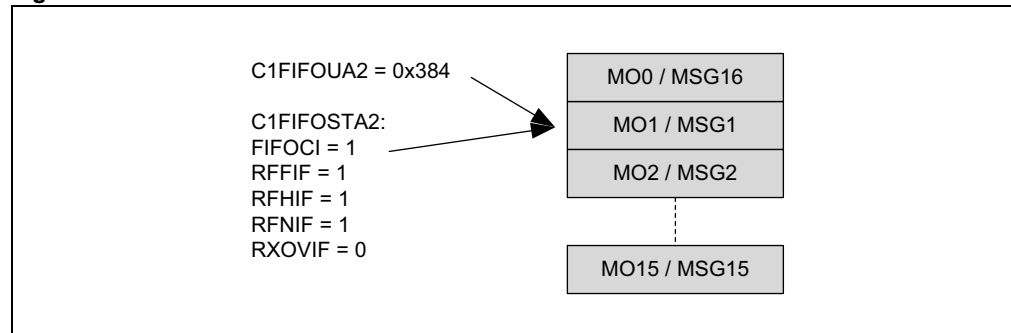 C1FIFOUA2 = 0x384
C1FIFOSTA2:
FIFOCI = 1
RFFIF = 1
RFHIF = 1
RFNIF = 1
RXOVIF = 0
MO0 / MSG16
MO1 / MSG1
MO2 / MSG2
MO15 / MSG15